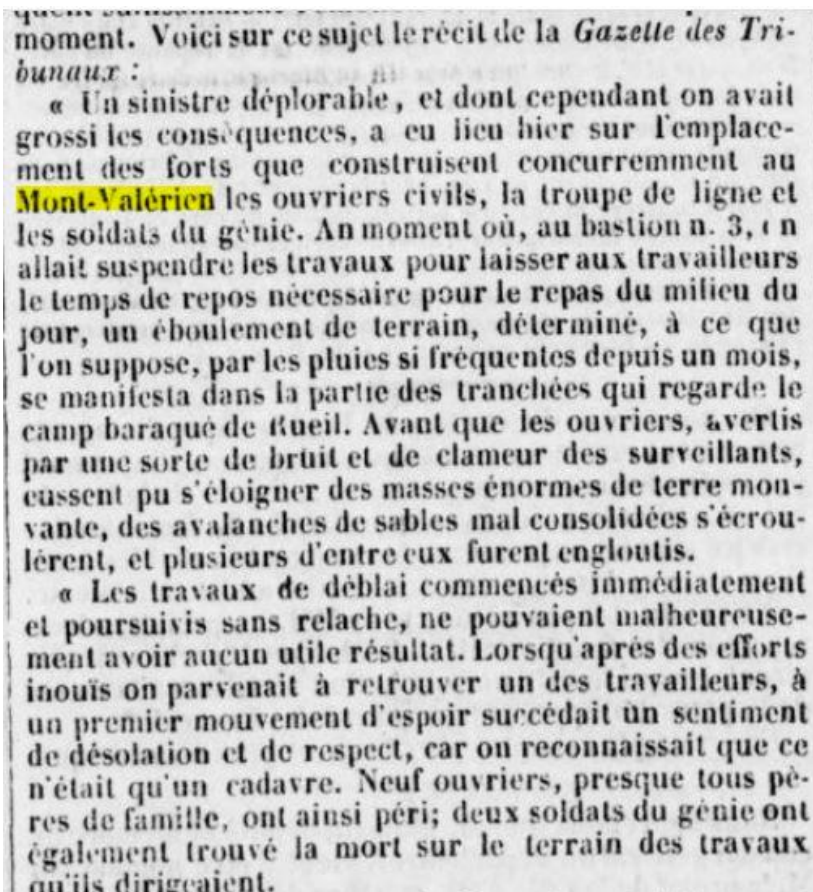 moment. Voici sur ce sujet le récit de la Gazette des Tri-
bunaux :
« Un sinistre déplorable, et dont cependant on avait
grossi les conséquences, a eu lieu hier sur l'emplace-
ment des forts que construisent concurremment au
Mont-Valérien les ouvriers civils, la troupe de ligne et
les soldats du génie. An moment où, au bastion n. 3, on
allait suspendre les travaux pour laisser aux travailleurs
le temps de repos nécessaire pour le repas du milieu du
jour, un éboulement de terrain, déterminé, à ce que
l'on suppose, par les pluies si fréquentes depuis un mois,
se manifesta dans la partie des tranchées qui regarde le
camp baraqué de Rueil. Avant que les ouvriers, avertis
par une sorte de bruit et de clameur des surveillants,
eussent pu s'éloigner des masses énormes de terre mou-
vante, des avalanches de sables mal consolidées s'écrou-
lèrent, et plusieurs d'entre eux furent engloutis.
« Les travaux de déblai commencés immédiatement
et poursuivis sans relache, ne pouvaient malheureuse-
ment avoir aucun utile résultat. Lorsqu'après des efforts
inouïs on parvenait à retrouver un des travailleurs, à
un premier mouvement d'espoir succédait un sentiment
de désolation et de respect, car on reconnaissait que ce
n'était qu'un cadavre. Neuf ouvriers, presque tous pè-
res de famille, ont ainsi péri; deux soldats du génie ont
également trouvé la mort sur le terrain des travaux
qu'ils dirigeaient.